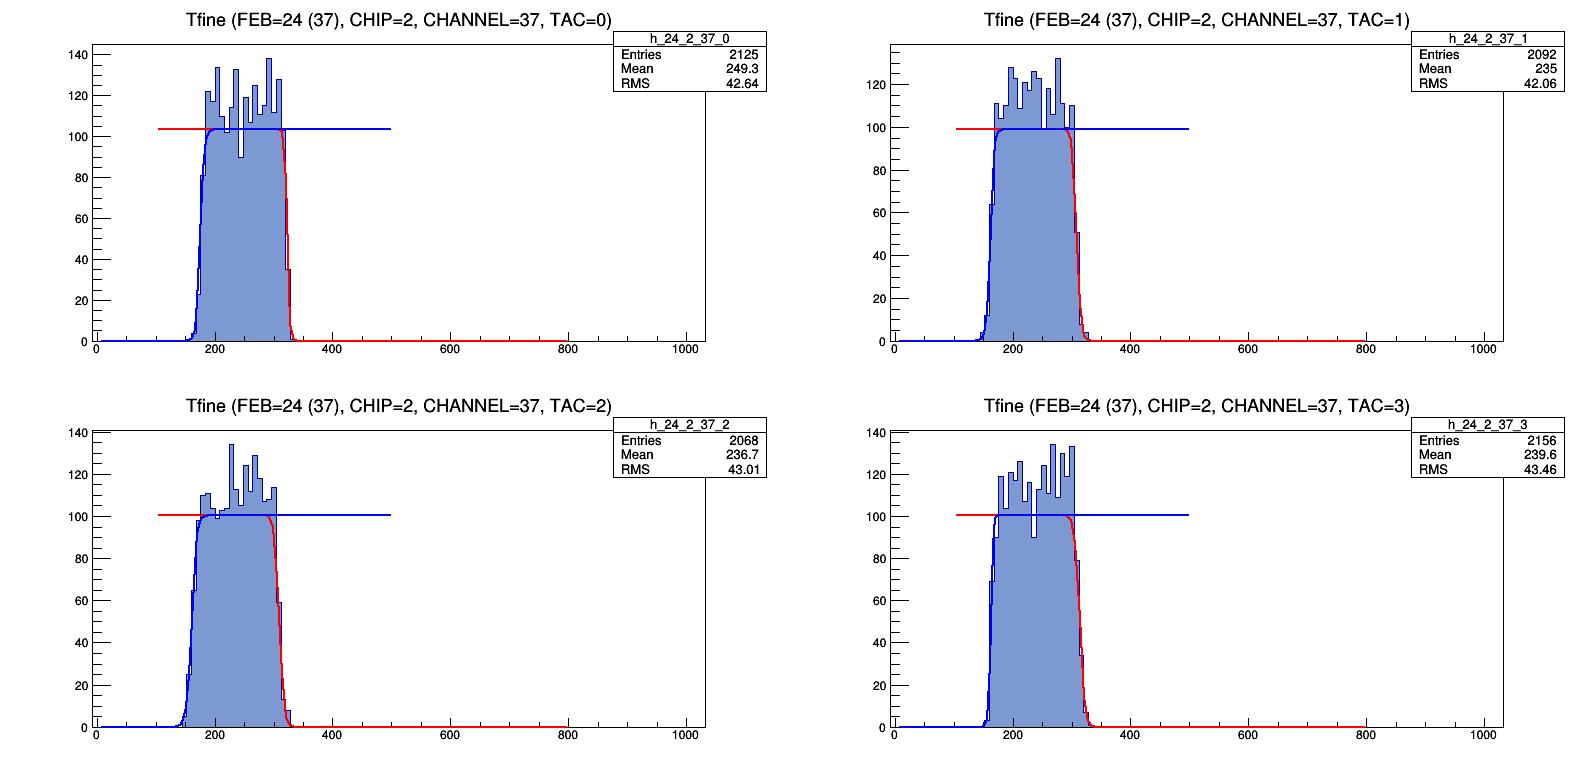 Tfine (FEB=24 (37), CHIP=2, CHANNEL=37, TAC=0)
h_24_2_37_0
Entries 2125
Mean 249.3
RMS 42.64
140
120
100
80
60
40
20
0
0 200 400 600 800 1000
Tfine (FEB=24 (37), CHIP=2, CHANNEL=37, TAC=1)
h_24_2_37_1
Entries 2092
Mean 235
RMS 42.06
120
100
80
60
40
20
0
0 200 400 600 800 1000
Tfine (FEB=24 (37), CHIP=2, CHANNEL=37, TAC=2)
h_24_2_37_2
Entries 2068
Mean 236.7
RMS 43.01
140
120
100
80
60
40
20
0
0 200 400 600 800 1000
Tfine (FEB=24 (37), CHIP=2, CHANNEL=37, TAC=3)
h_24_2_37_3
Entries 2156
Mean 239.6
RMS 43.46
140
120
100
80
60
40
20
0
0 200 400 600 800 1000